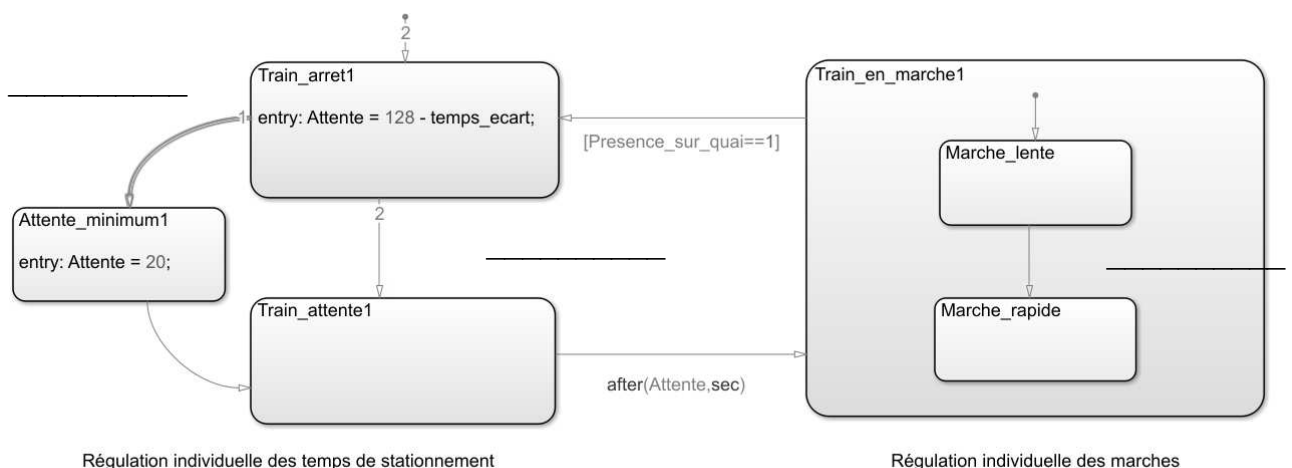 2
Train_arret1
entry: Attente = 128 - temps_ecart;
1
[Presence_sur_quai==1]
Train_en_marche1
Marche_lente
Attente_minimum1
entry: Attente = 20;
2
Train_attente1
after(Attente,sec)
Marche_rapide
Régulation individuelle des temps de stationnement
Régulation individuelle des marches